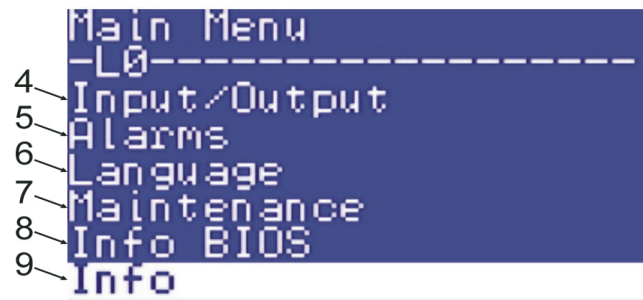 Main Menu
-L0-------------------
4 Input/Output
5 Alarms
6 Language
7 Maintenance
8 Info BIOS
9 Info